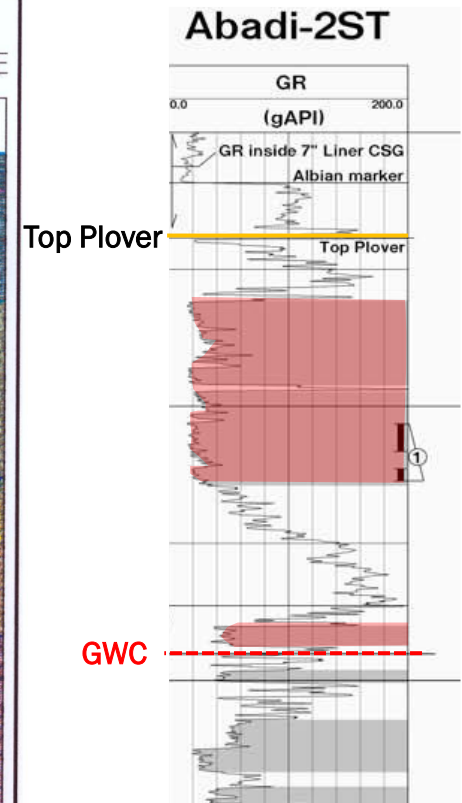 Abadi-2ST
GR
0.0 200.0
(gAPI)
GR inside 7" Liner CSG
Albian marker
Top Plover
Top Plover
1
GWC